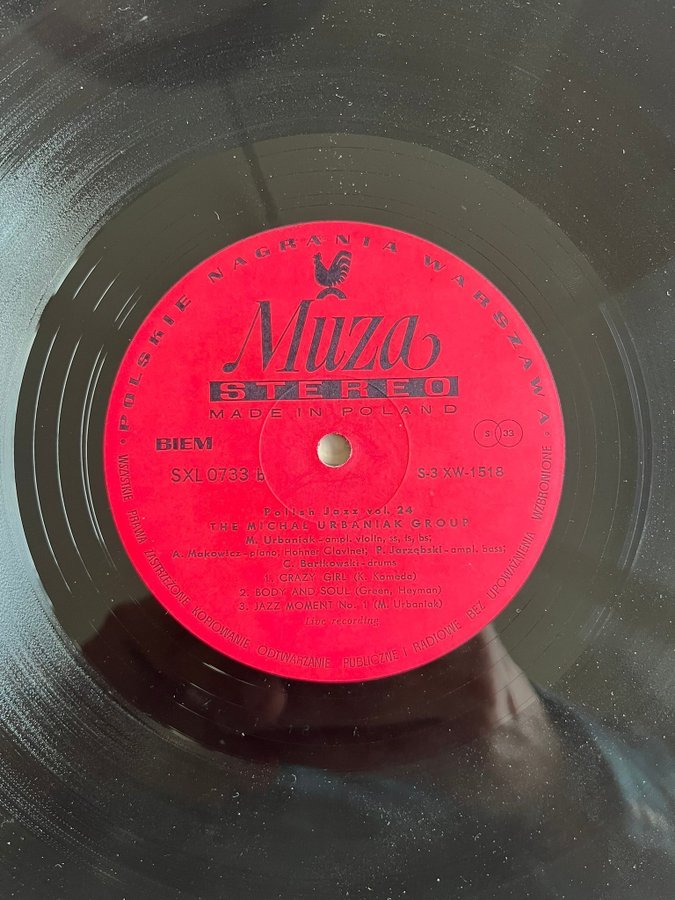 • POLSKIE NAGRANIA WARSZAWA •
Muza
STEREO
MADE IN POLAND
BIEM
S 33
SXL 0733 b
S-3 XW-1518
Polish Jazz vol. 24
THE MICHAŁ URBANIAK GROUP
M. Urbaniak-ampl. violin, ss, ts, bs;
A. Makowicz-piano, Hohner Clavinet; P. Jarzębski-ampl. bass;
C. Bartkowski-drums
1. CRAZY GIRL (K. Komeda)
2. BODY AND SOUL (Green, Heyman)
3. JAZZ MOMENT No. 1 (M. Urbaniak)
Live recording
WSZELKIE PRAWA ZASTRZEŻONE KOPIOWANIE ODTWARZANIE PUBLICZNE I RADIOWE BEZ UPOWAŻNIENIA WZBRONIONE